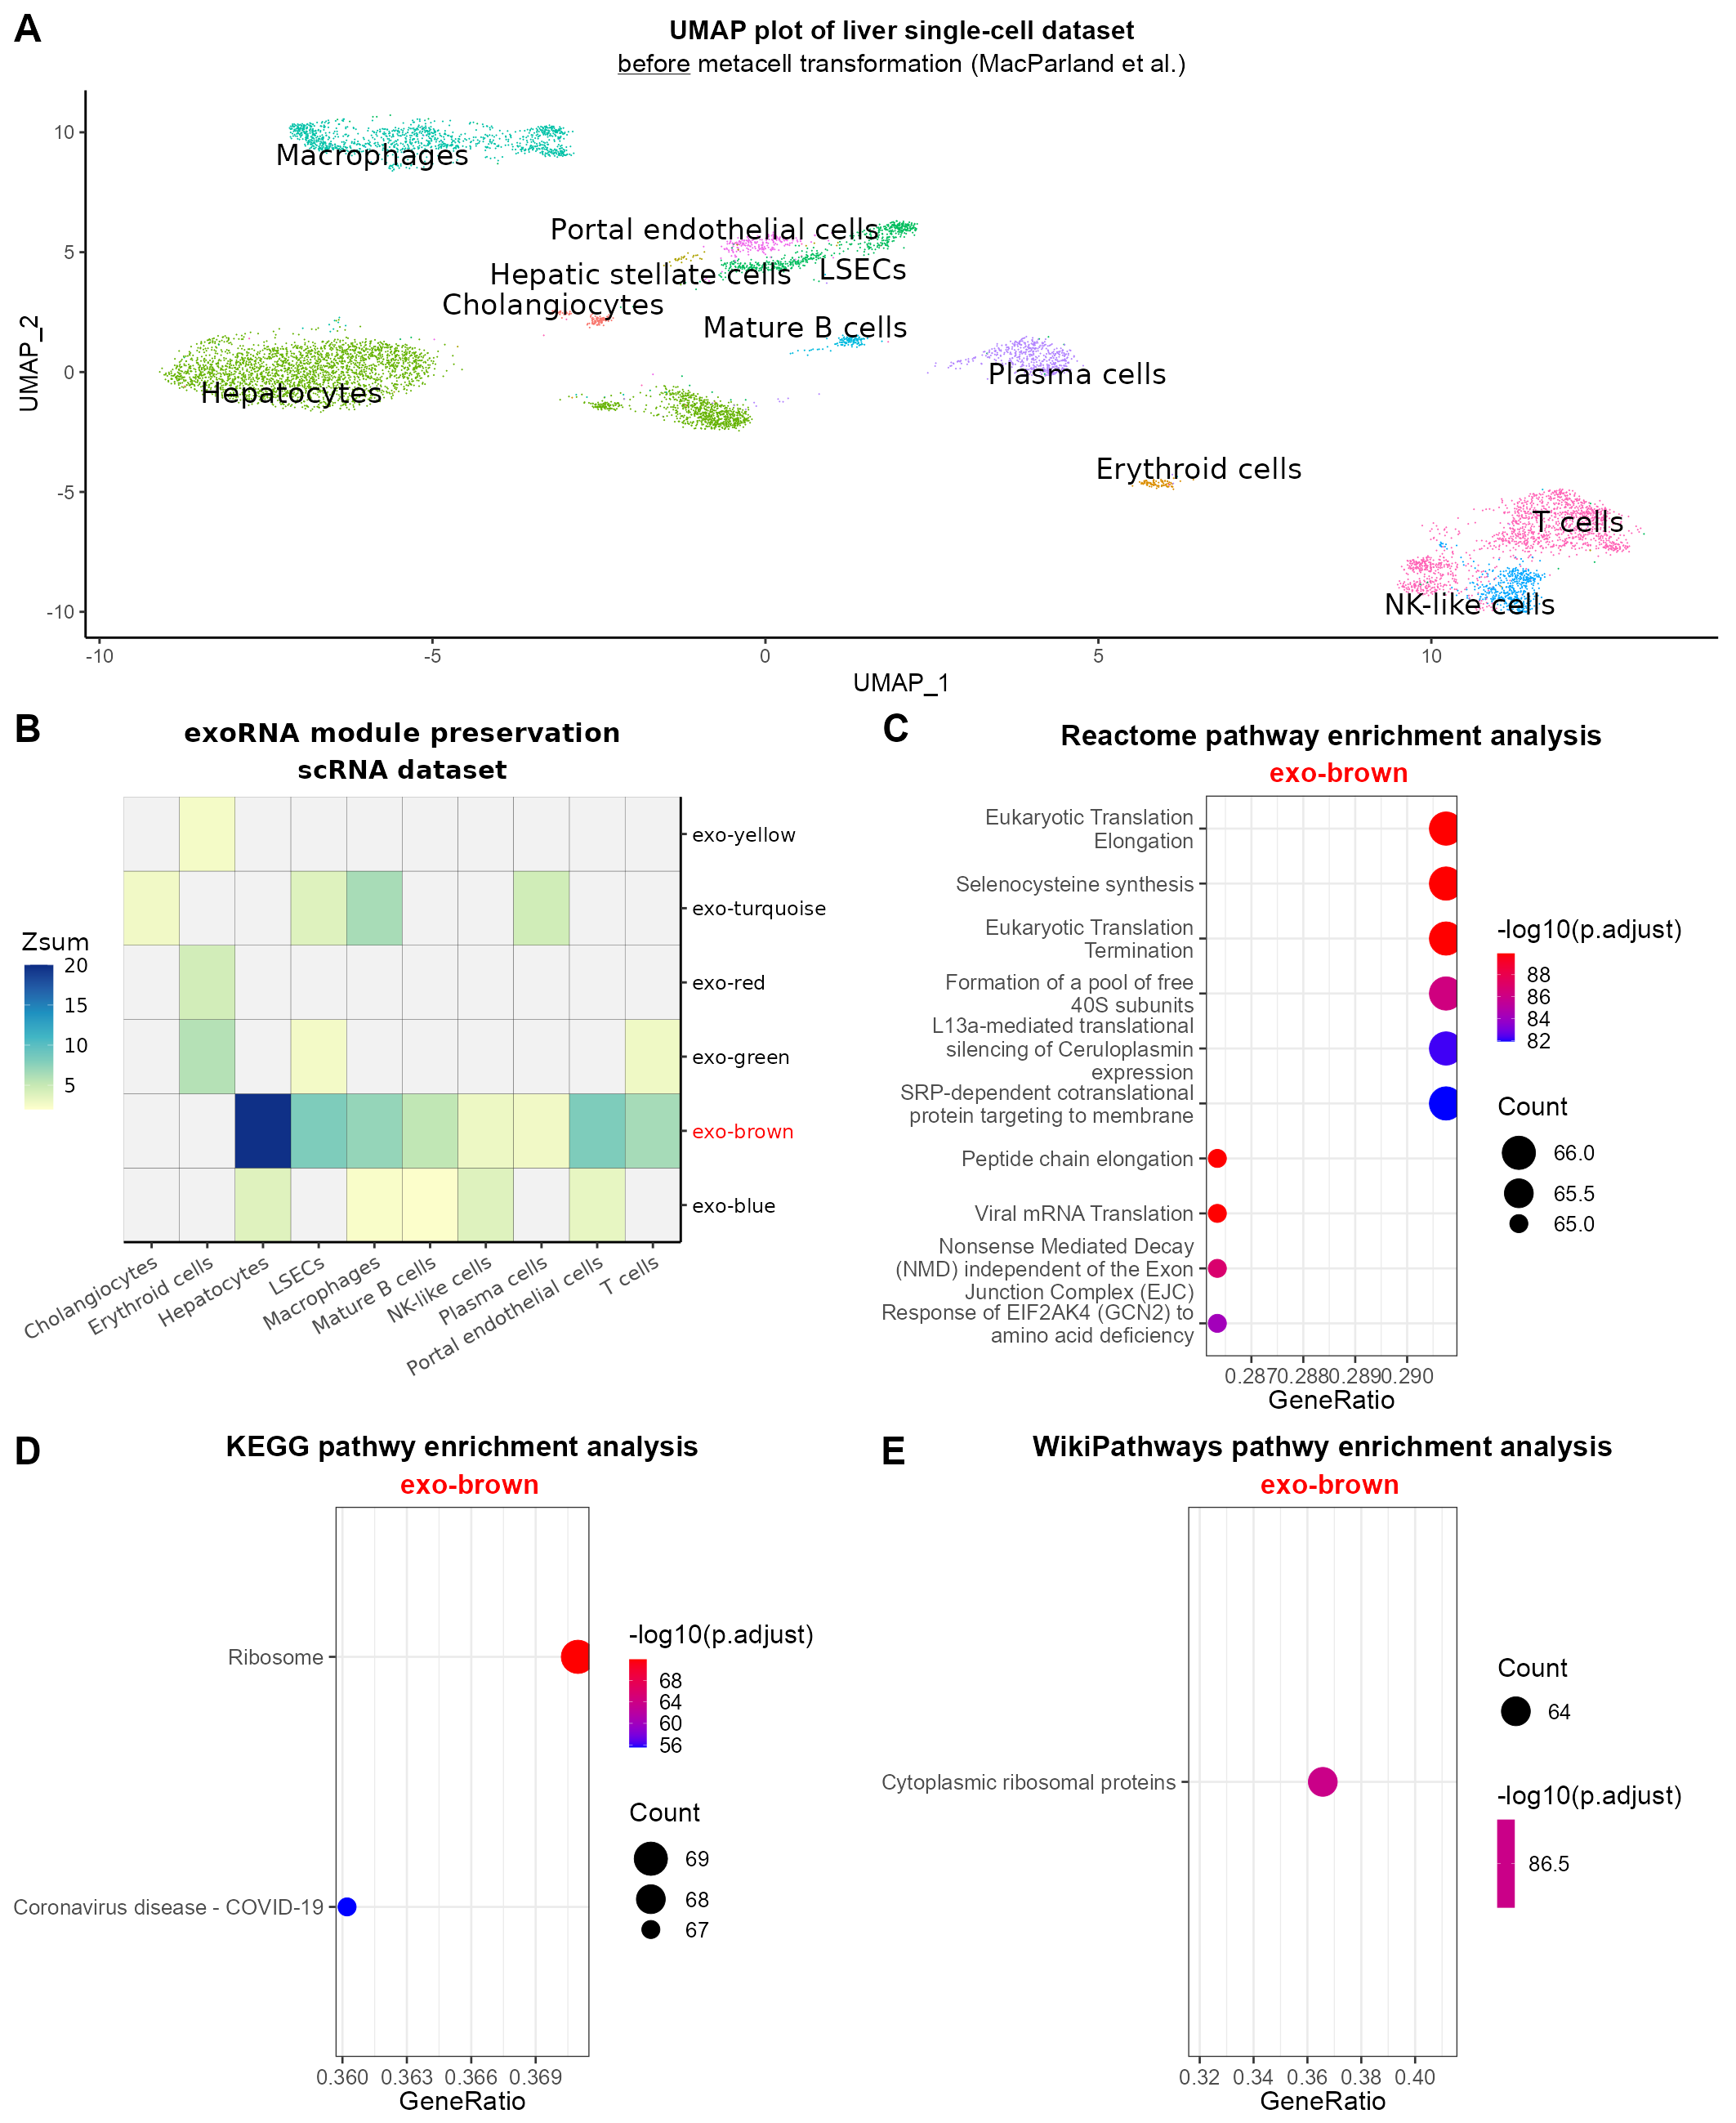 A
UMAP plot of liver single-cell dataset
before metacell transformation (MacParland et al.)
UMAP_2
10
5
0
-5
-10
Macrophages
Portal endothelial cells
Hepatic stellate cells
LSECs
Cholangiocytes
Mature B cells
Hepatocytes
Plasma cells
Erythroid cells
T cells
NK-like cells
-10
-5
0
5
10
UMAP_1
B
exoRNA module preservation
scRNA dataset
Zsum
20
15
10
5
exo-yellow
exo-turquoise
exo-red
exo-green
exo-brown
exo-blue
Cholangiocytes
Erythroid cells
Hepatocytes
LSECs
Macrophages
Mature B cells
NK-like cells
Plasma cells
Portal endothelial cells
T cells
C
Reactome pathway enrichment analysis
exo-brown
Eukaryotic Translation
Elongation
Selenocysteine synthesis
Eukaryotic Translation
Termination
Formation of a pool of free
40S subunits
L13a-mediated translational
silencing of Ceruloplasmin
expression
SRP-dependent cotranslational
protein targeting to membrane
Peptide chain elongation
Viral mRNA Translation
Nonsense Mediated Decay
(NMD) independent of the Exon
Junction Complex (EJC)
Response of EIF2AK4 (GCN2) to
amino acid deficiency
0.287
0.288
0.289
0.290
GeneRatio
-log10(p.adjust)
88
86
84
82
Count
66.0
65.5
65.0
D
KEGG pathwy enrichment analysis
exo-brown
Ribosome
Coronavirus disease - COVID-19
0.360
0.363
0.366
0.369
GeneRatio
-log10(p.adjust)
68
64
60
56
Count
69
68
67
E
WikiPathways pathwy enrichment analysis
exo-brown
Cytoplasmic ribosomal proteins
0.32
0.34
0.36
0.38
0.40
GeneRatio
Count
64
-log10(p.adjust)
86.5